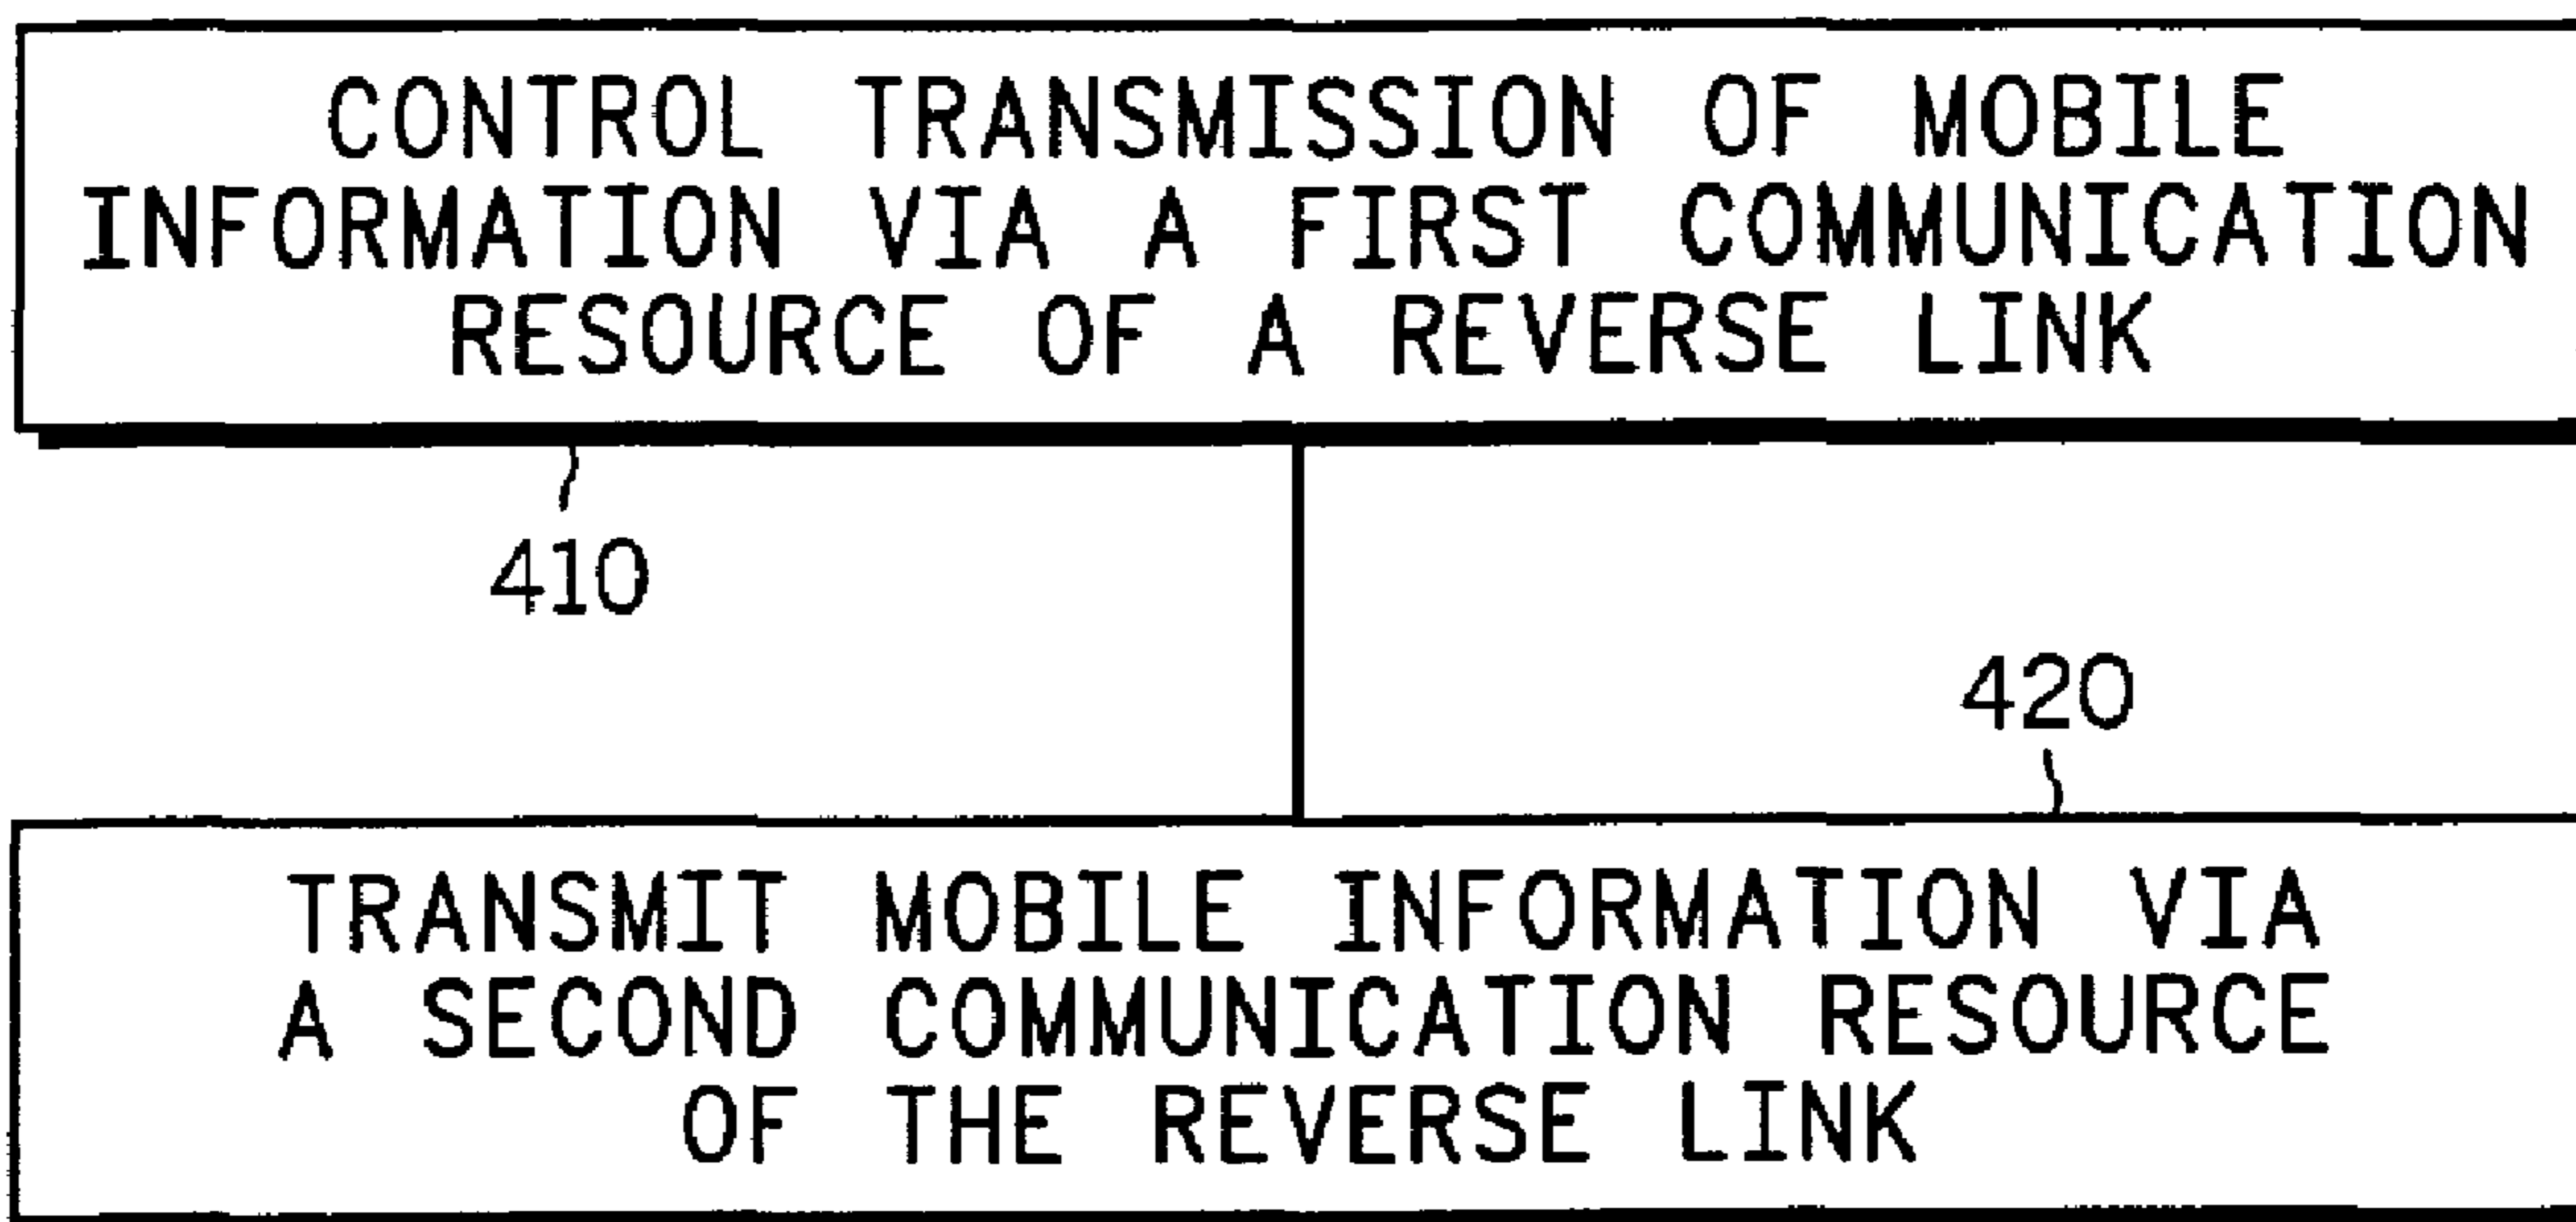 CONTROL TRANSMISSION OF MOBILE
INFORMATION VIA A FIRST COMMUNICATION
RESOURCE OF A REVERSE LINK
410
420
TRANSMIT MOBILE INFORMATION VIA
A SECOND COMMUNICATION RESOURCE
OF THE REVERSE LINK